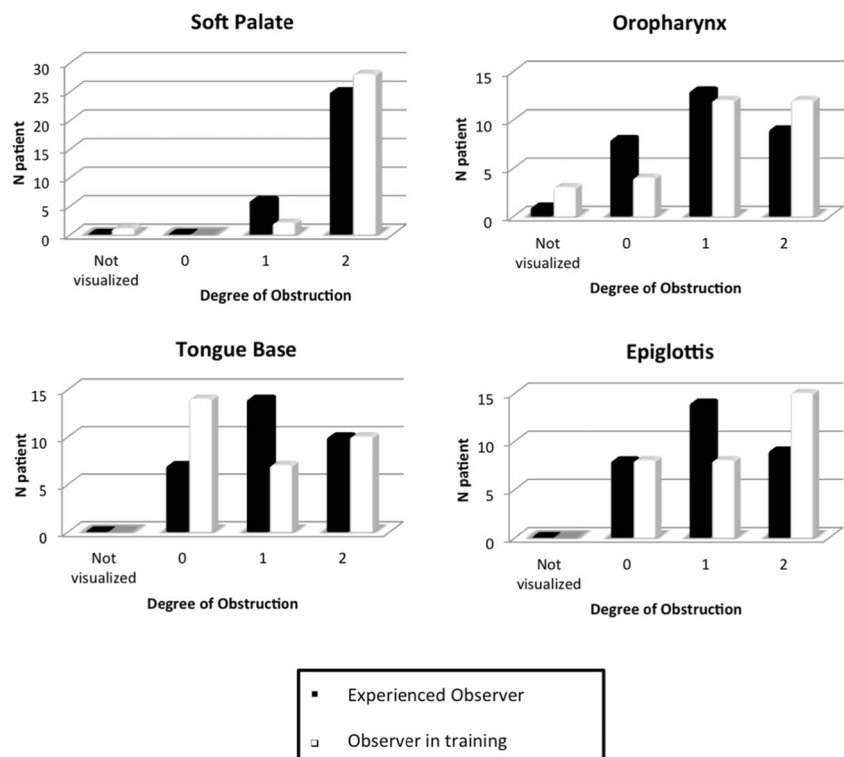 Soft Palate
N patient
30
25
20
15
10
5
0
Not visualized
0
1
2
Degree of Obstruction
Oropharynx
N patient
15
10
5
0
Not visualized
0
1
2
Degree of Obstruction
Tongue Base
N patient
15
10
5
0
Not visualized
0
1
2
Degree of Obstruction
Epiglottis
N patient
15
10
5
0
Not visualized
0
1
2
Degree of Obstruction
Experienced Observer
Observer in training